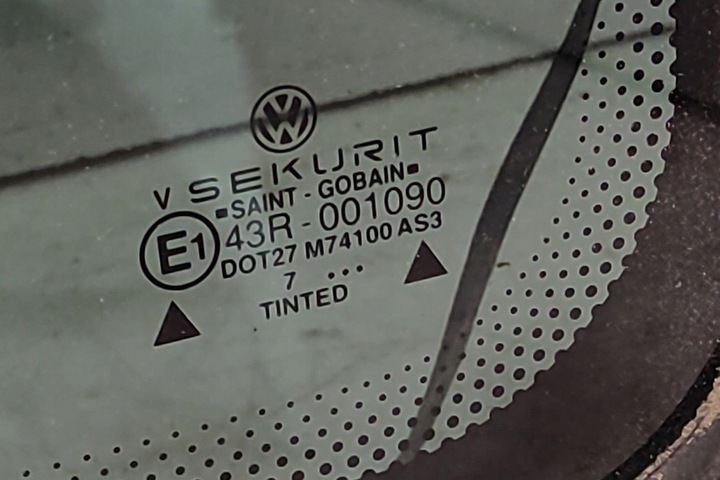 V SEKURIT
SAINT - GOBAIN
E1 43R - 001090
DOT27 M74100 AS3
7 ...
TINTED